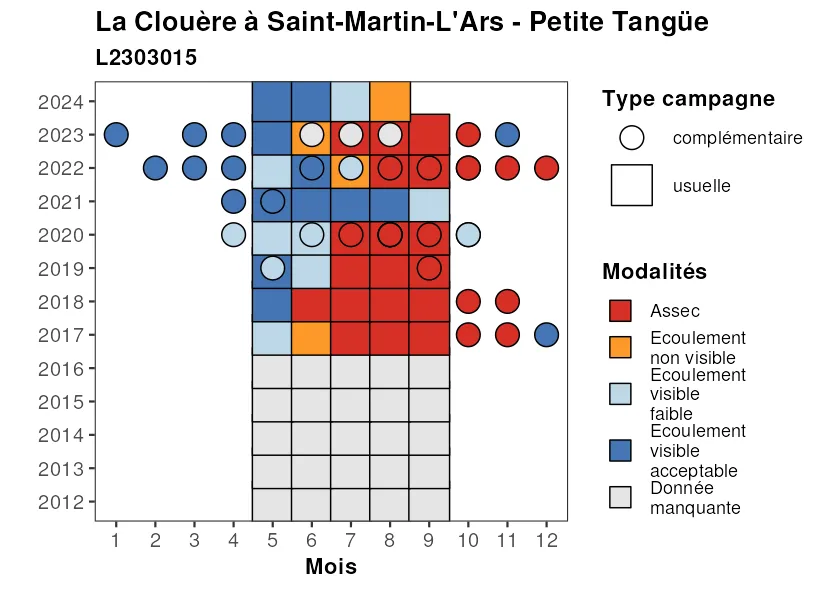 La Clouère à Saint-Martin-L'Ars - Petite Tangüe
L2303015
2024
2023
2022
2021
2020
2019
2018
2017
2016
2015
2014
2013
2012
1 2 3 4 5 6 7 8 9 10 11 12
Mois
Type campagne
complémentaire
usuelle
Modalités
Assec
Ecoulement
non visible
Ecoulement
visible
faible
Ecoulement
visible
acceptable
Donnée
manquante